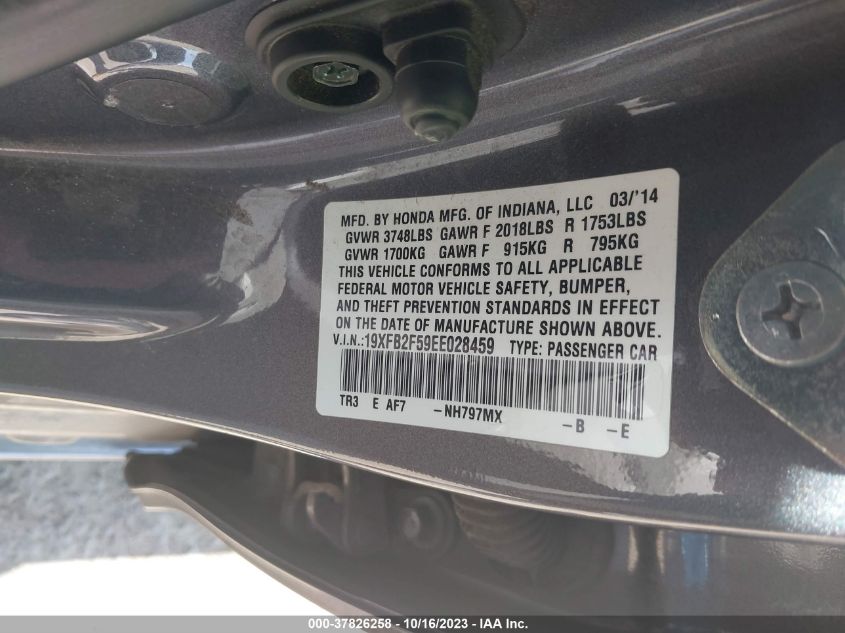 MFD. BY HONDA MFG. OF INDIANA, LLC 03/'14
GVWR 3748LBS GAWR F 2018LBS R 1753LBS
GVWR 1700KG GAWR F 915KG R 795KG
THIS VEHICLE CONFORMS TO ALL APPLICABLE
FEDERAL MOTOR VEHICLE SAFETY, BUMPER,
AND THEFT PREVENTION STANDARDS IN EFFECT
ON THE DATE OF MANUFACTURE SHOWN ABOVE.
V.I.N.:19XFB2F59EE028459 TYPE: PASSENGER CAR
TR3 E AF7 -NH797MX -B -E
000-37826258 - 10/16/2023 - IAA Inc.